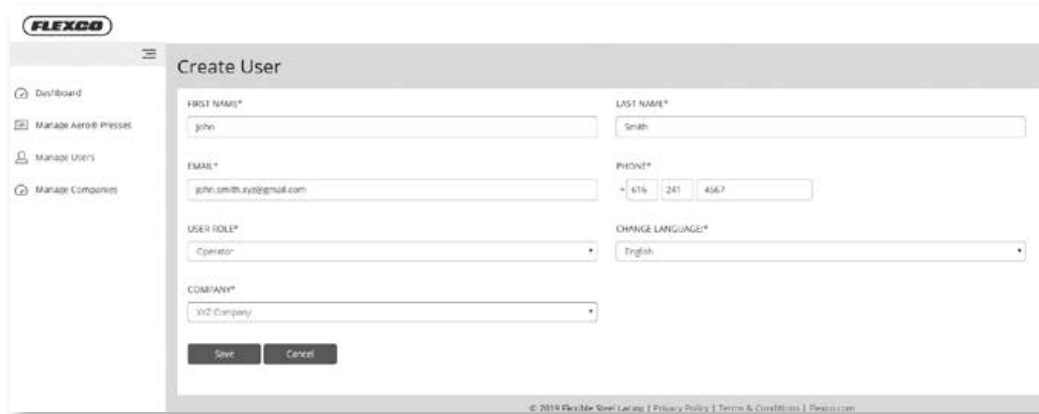 FLEXCO
Create User
Dashboard
Manage Aero® Presses
Manage Users
Manage Companies
FIRST NAME*
John
LAST NAME*
Smith
EMAIL*
john.smith.xyz@gmail.com
PHONE*
+ 616 241 4567
USER ROLE*
Operator
CHANGE LANGUAGE:*
English
COMPANY*
XYZ Company
Save Cancel
© 2019 Flexible Steel Lacing | Privacy Policy | Terms & Conditions | Flexco.com